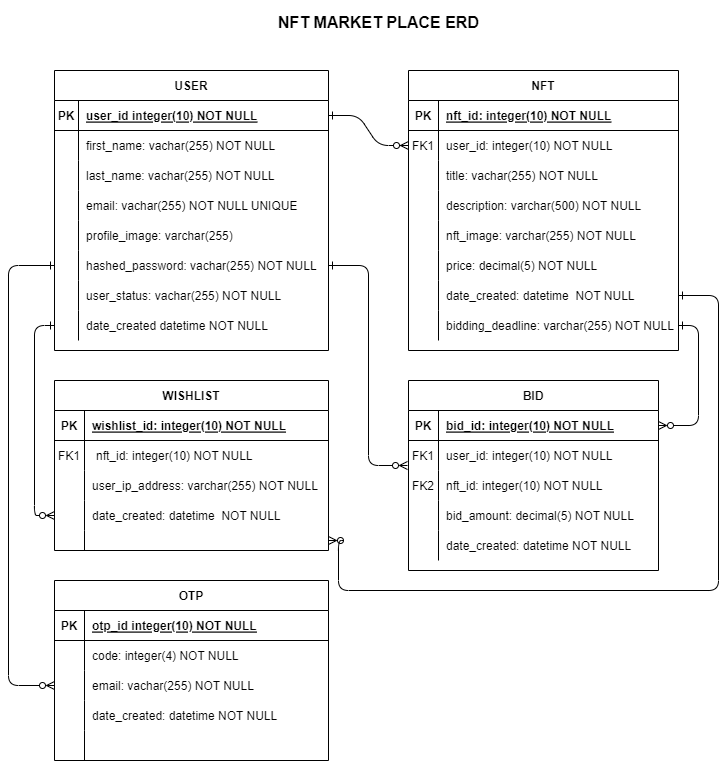 NFT MARKET PLACE ERD
USER
PK user_id integer(10) NOT NULL
first_name: vachar(255) NOT NULL
last_name: vachar(255) NOT NULL
email: vachar(255) NOT NULL UNIQUE
profile_image: varchar(255)
hashed_password: vachar(255) NOT NULL
user_status: vachar(255) NOT NULL
date_created datetime NOT NULL
NFT
PK nft_id: integer(10) NOT NULL
FK1 user_id: integer(10) NOT NULL
title: vachar(255) NOT NULL
description: varchar(500) NOT NULL
nft_image: varchar(255) NOT NULL
price: decimal(5) NOT NULL
date_created: datetime  NOT NULL
bidding_deadline: varchar(255) NOT NULL
WISHLIST
PK wishlist_id: integer(10) NOT NULL
FK1 nft_id: integer(10) NOT NULL
user_ip_address: varchar(255) NOT NULL
date_created: datetime  NOT NULL
BID
PK bid_id: integer(10) NOT NULL
FK1 user_id: integer(10) NOT NULL
FK2 nft_id: integer(10) NOT NULL
bid_amount: decimal(5) NOT NULL
date_created: datetime NOT NULL
OTP
PK otp_id integer(10) NOT NULL
code: integer(4) NOT NULL
email: vachar(255) NOT NULL
date_created: datetime NOT NULL